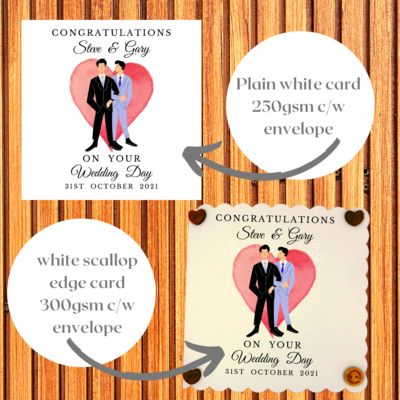 CONGRATULATIONS
Steve & Gary
ON YOUR
Wedding Day
31ST OCTOBER 2021
Plain white card
250gsm c/w
envelope
white scallop
edge card
300gsm c/w
envelope
CONGRATULATIONS
Steve & Gary
ON YOUR
Wedding Day
31ST OCTOBER 2021